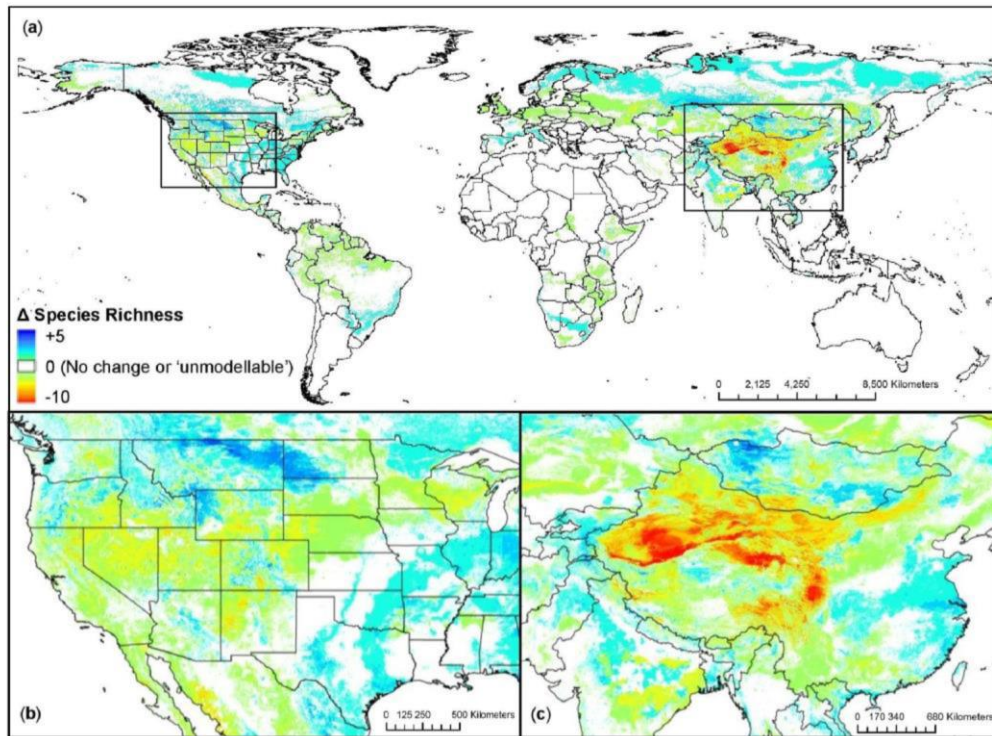 (a)
Δ Species Richness
+5
0 (No change or 'unmodellable')
-10
0 2,125 4,250 8,500 Kilometers
(b)
0 125 250 500 Kilometers
(c)
0 170 340 680 Kilometers